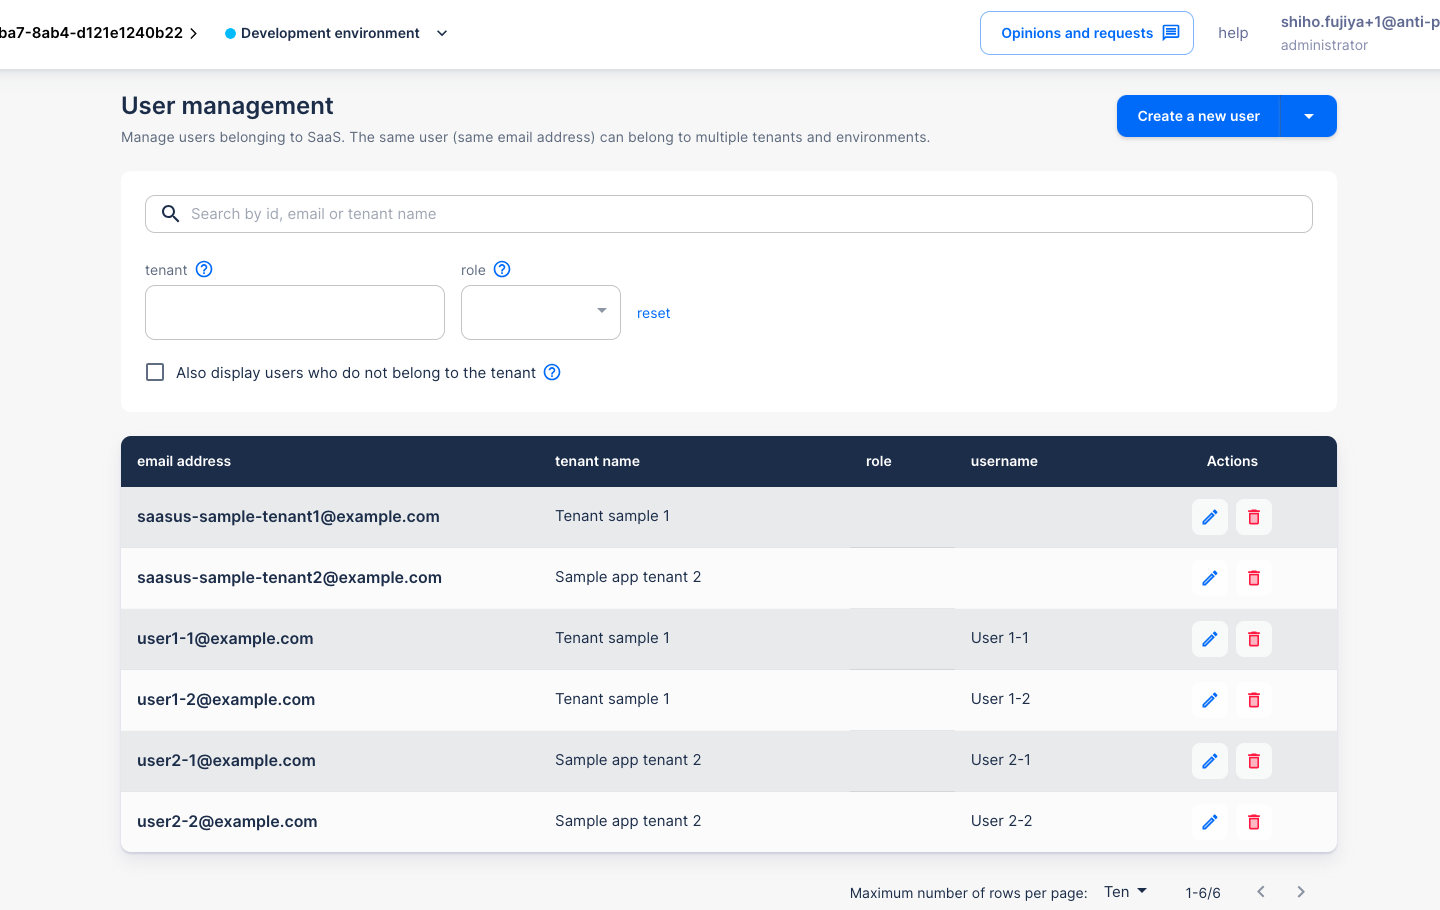 ba7-8ab4-d121e1240b22
Development environment
Opinions and requests
help
shiho.fujiya+1@anti-p
administrator
User management
Manage users belonging to SaaS. The same user (same email address) can belong to multiple tenants and environments.
Create a new user
Search by id, email or tenant name
tenant
role
reset
Also display users who do not belong to the tenant
email address tenant name role username Actions
saasus-sample-tenant1@example.com Tenant sample 1
saasus-sample-tenant2@example.com Sample app tenant 2
user1-1@example.com Tenant sample 1 User 1-1
user1-2@example.com Tenant sample 1 User 1-2
user2-1@example.com Sample app tenant 2 User 2-1
user2-2@example.com Sample app tenant 2 User 2-2
Maximum number of rows per page: Ten 1-6/6